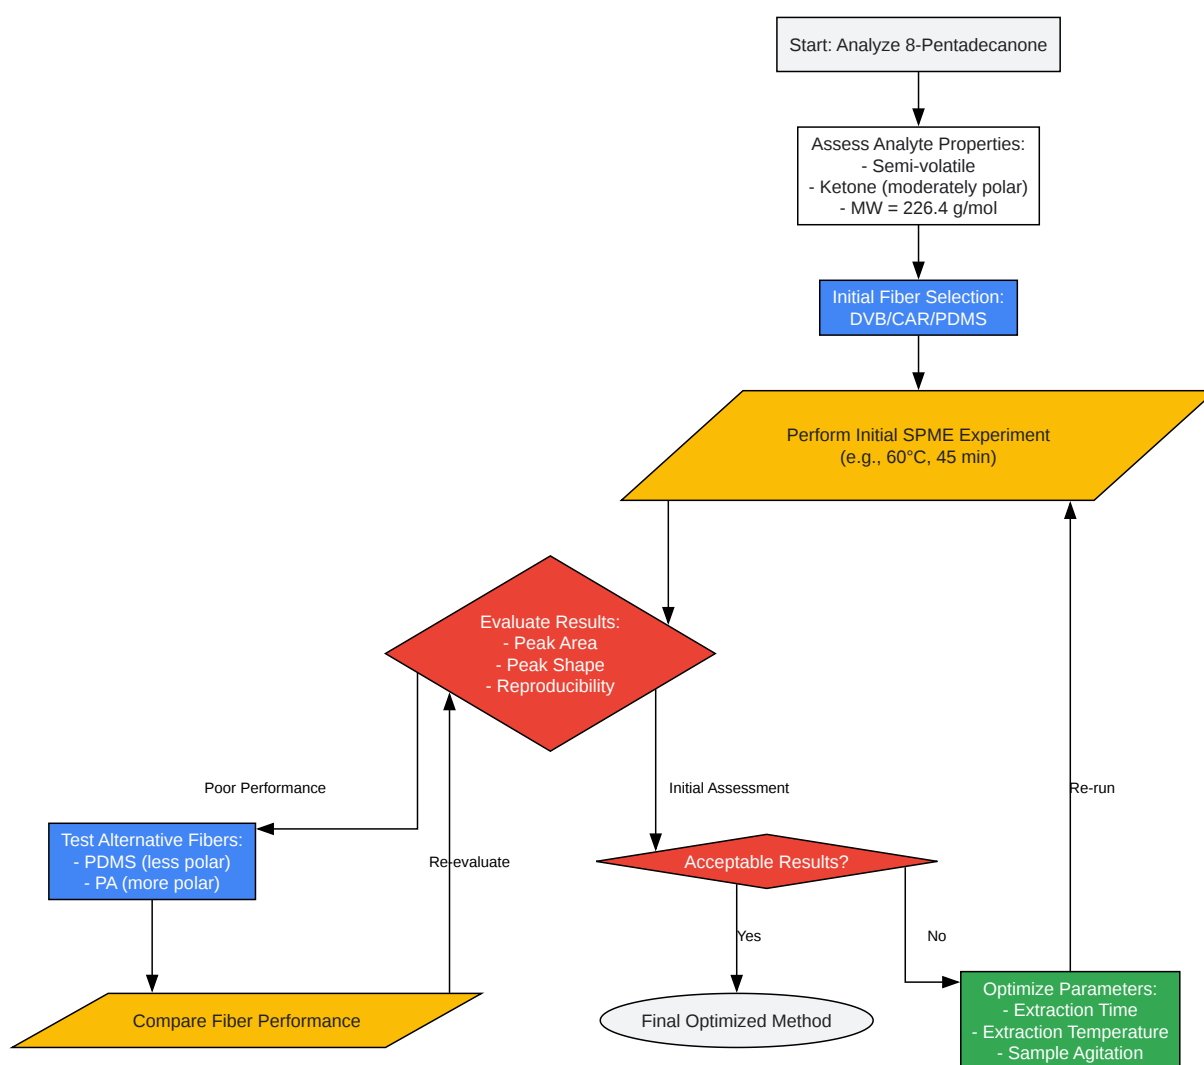 Start: Analyze 8-Pentadecanone
Assess Analyte Properties:
- Semi-volatile
- Ketone (moderately polar)
- MW = 226.4 g/mol
Initial Fiber Selection:
DVB/CAR/PDMS
Perform Initial SPME Experiment
(e.g., 60°C, 45 min)
Evaluate Results:
- Peak Area
- Peak Shape
- Reproducibility
Poor Performance
Initial Assessment
Re-run
Test Alternative Fibers:
- PDMS (less polar)
- PA (more polar)
Re-evaluate
Acceptable Results?
Yes
No
Compare Fiber Performance
Final Optimized Method
Optimize Parameters:
- Extraction Time
- Extraction Temperature
- Sample Agitation